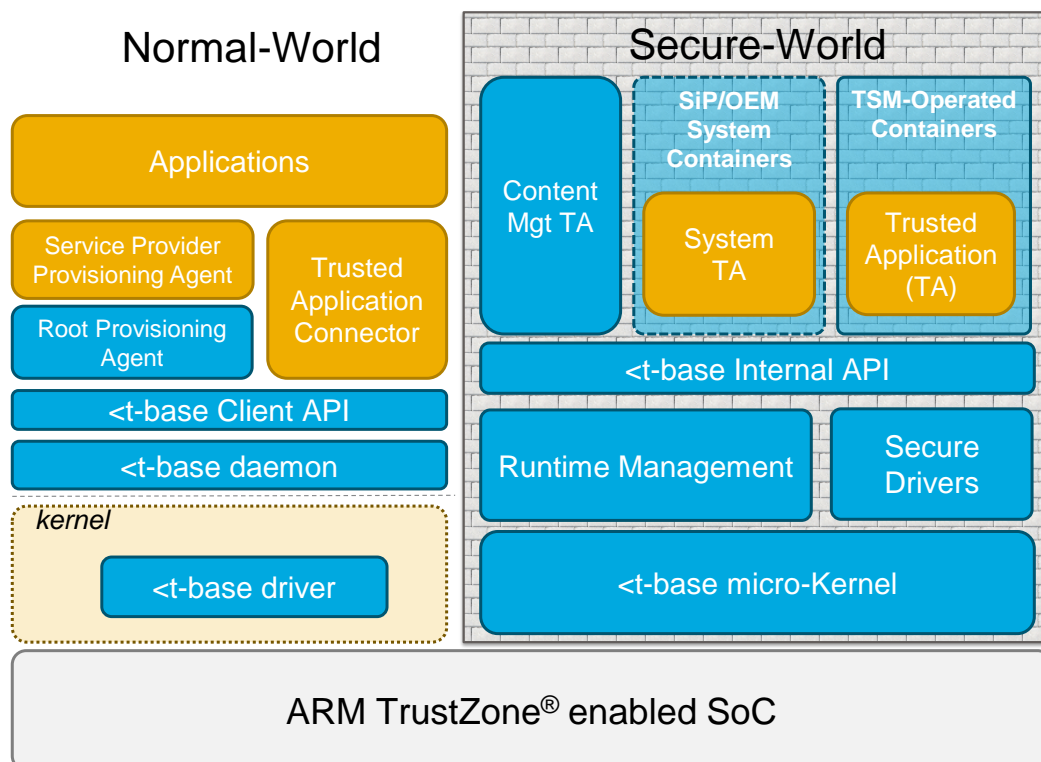 Normal-World
Applications
Service Provider
Provisioning Agent
Root Provisioning
Agent
Trusted
Application
Connector
<t-base Client API
<t-base daemon
kernel
<t-base driver
Secure-World
Content
Mgt TA
SiP/OEM
System
Containers
System
TA
TSM-Operated
Containers
Trusted
Application
(TA)
<t-base Internal API
Runtime Management
Secure
Drivers
<t-base micro-Kernel
ARM TrustZone® enabled SoC